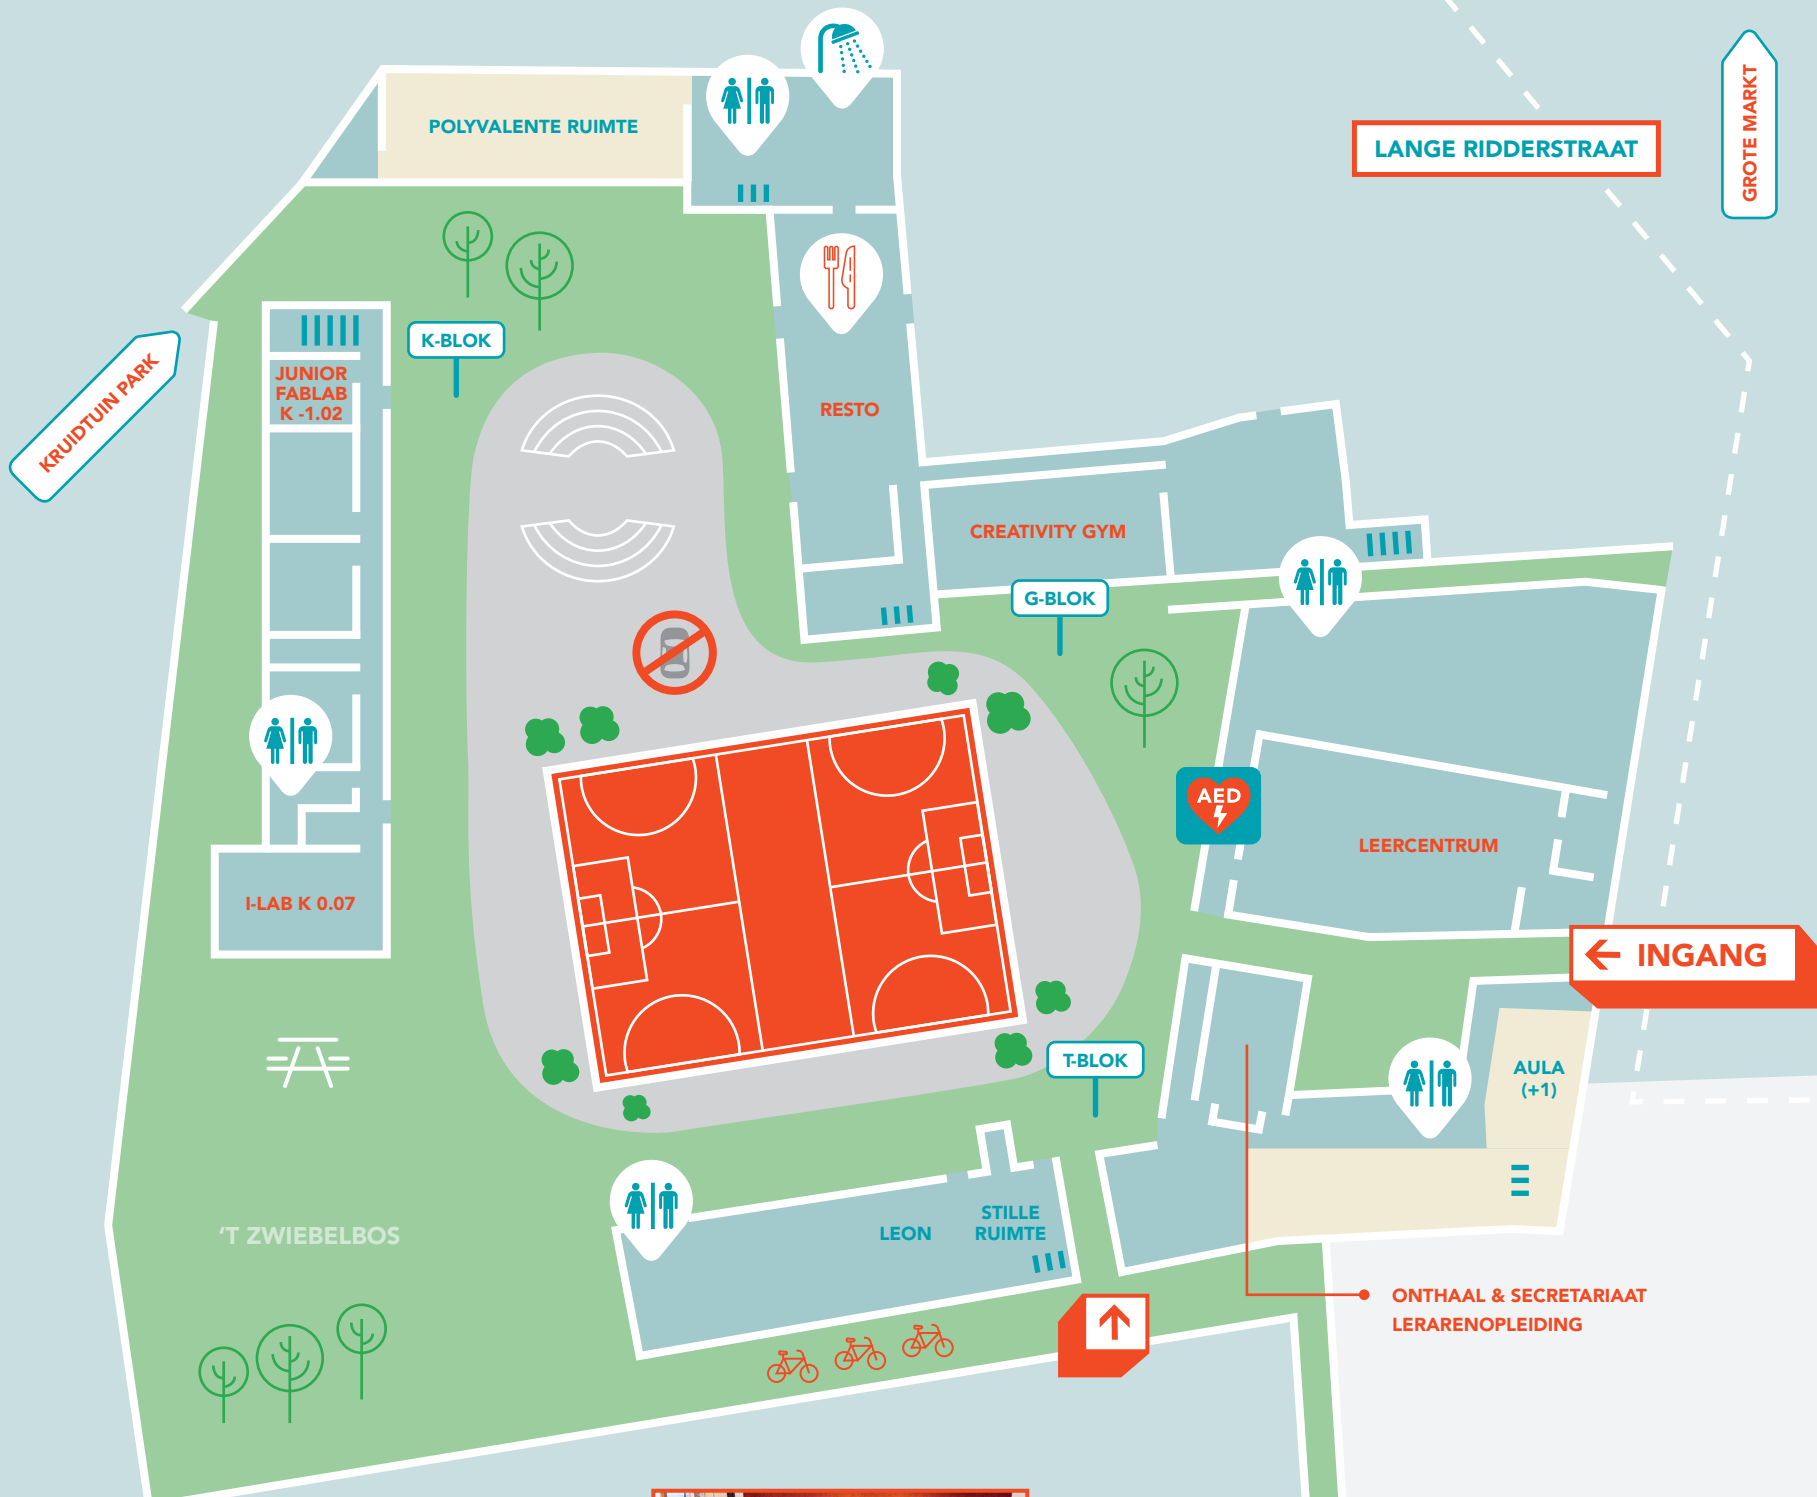 POLYVALENTE RUIMTE
LANGE RIDDERSTRAAT
GROTE MARKT
K-BLOK
KRUIDTUIN PARK
JUNIOR
FABLAB
K -1.02
RESTO
CREATIVITY GYM
G-BLOK
AED
LEERCENTRUM
I-LAB K 0.07
INGANG
T-BLOK
AULA
(+1)
'T ZWIEBELBOS
LEON
STILLE
RUIMTE
ONTHAAL & SECRETARIAAT
LERARENOPLEIDING